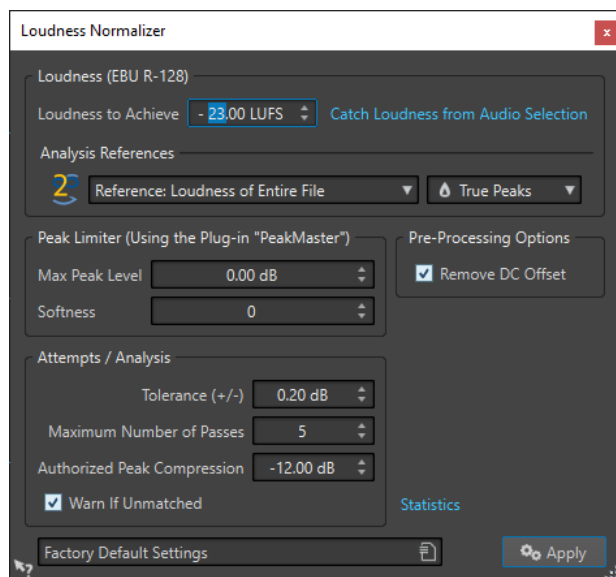 Loudness Normalizer
x
Loudness (EBU R-128)
Loudness to Achieve - 23.00 LUFS Catch Loudness from Audio Selection
Analysis References
2 Reference: Loudness of Entire File True Peaks
Peak Limiter (Using the Plug-in "PeakMaster") Pre-Processing Options
Max Peak Level 0.00 dB Remove DC Offset
Softness 0
Attempts / Analysis
Tolerance (+/-) 0.20 dB
Maximum Number of Passes 5
Authorized Peak Compression -12.00 dB
Warn If Unmatched Statistics
Factory Default Settings Apply
?